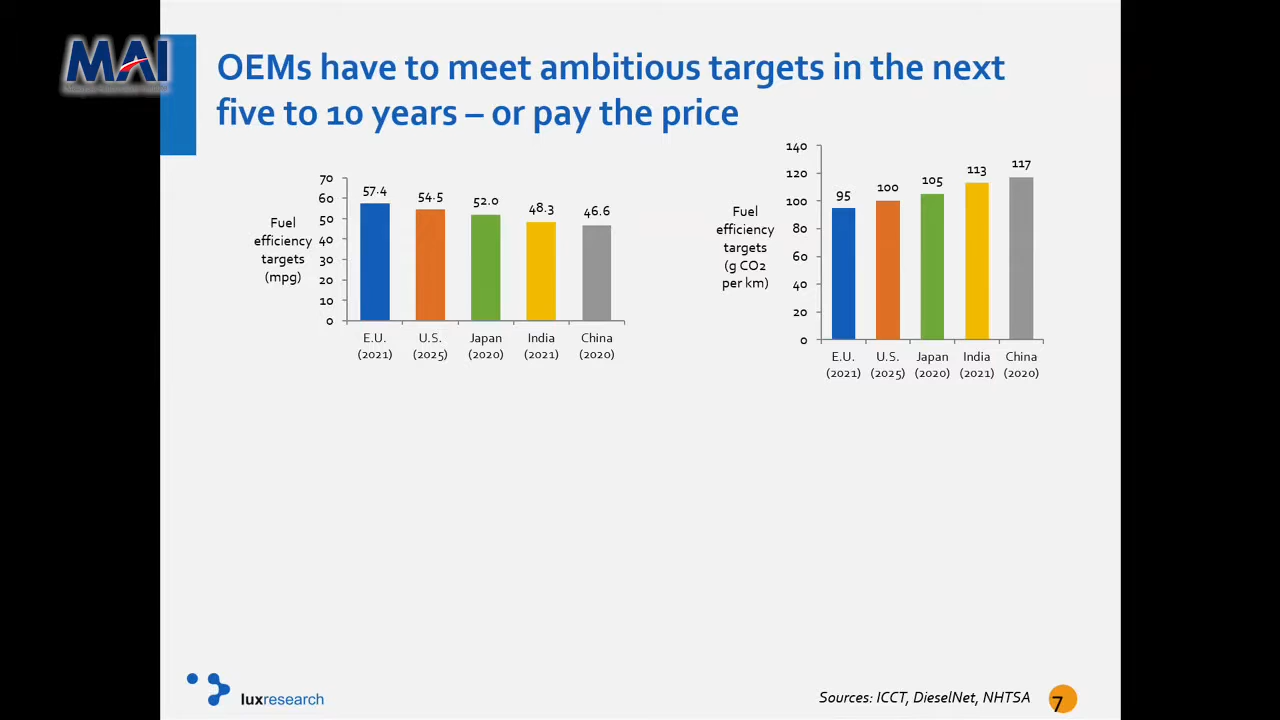 MAI
OEMs have to meet ambitious targets in the next
five to 10 years – or pay the price
Fuel
efficiency
targets
(mpg)
70
60
50
40
30
20
10
0
57.4
54.5
52.0
48.3
46.6
E.U.
(2021)
U.S.
(2025)
Japan
(2020)
India
(2021)
China
(2020)
Fuel
efficiency
targets
(g CO2
per km)
140
120
100
80
60
40
20
0
95
100
105
113
117
E.U.
(2021)
U.S.
(2025)
Japan
(2020)
India
(2021)
China
(2020)
luxresearch
Sources: ICCT, DieselNet, NHTSA
7